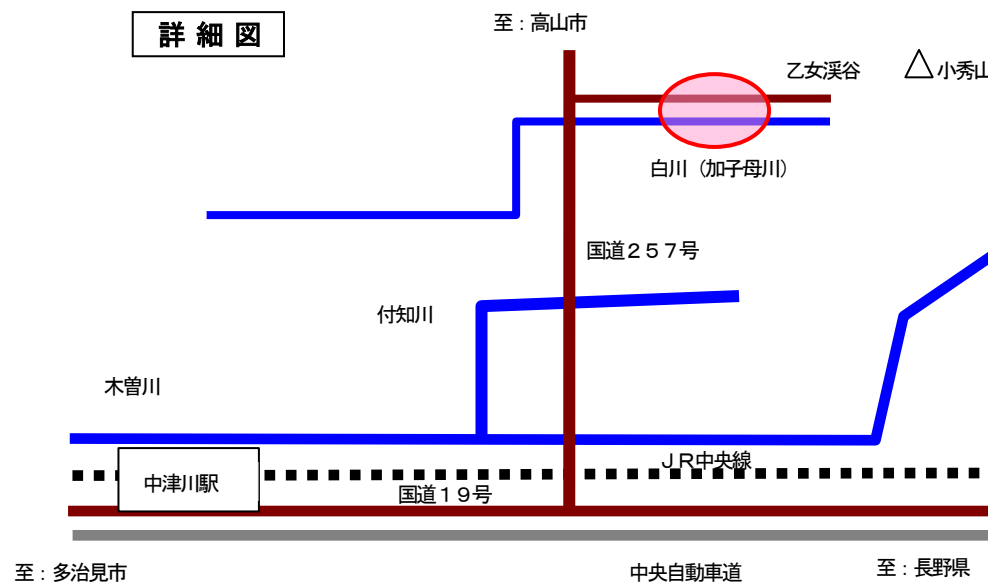 詳細図
至：高山市
乙女渓谷
△小秀山
白川（加子母川）
国道２５７号
付知川
木曽川
ＪＲ中央線
中津川駅
国道１９号
至：多治見市
中央自動車道
至：長野県